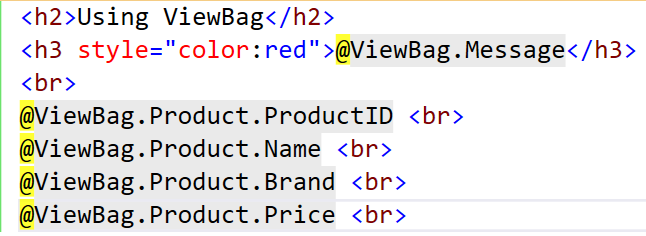 <h2>Using ViewBag</h2>
<h3 style="color:red">@ViewBag.Message</h3>
<br>
@ViewBag.Product.ProductID <br>
@ViewBag.Product.Name <br>
@ViewBag.Product.Brand <br>
@ViewBag.Product.Price <br>